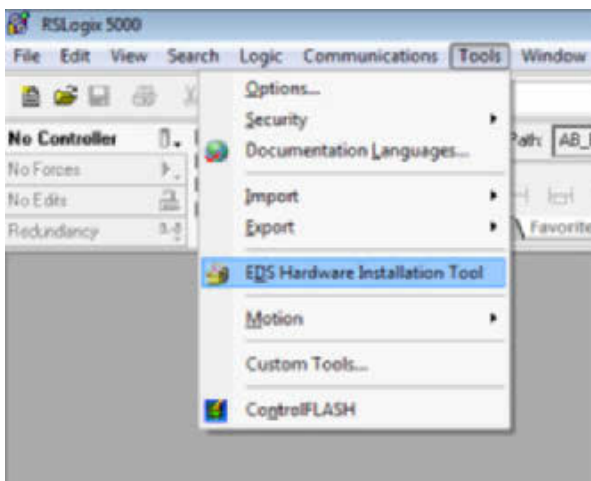 RSLogix 5000
File Edit View Search Logic Communications Tools Window
Options...
Security
No Controller
Documentation Languages...
Path: AB_
No Forces
No Edits
Import
Redundancy
Export
Favorite
EDS Hardware Installation Tool
Motion
Custom Tools...
ControlFLASH